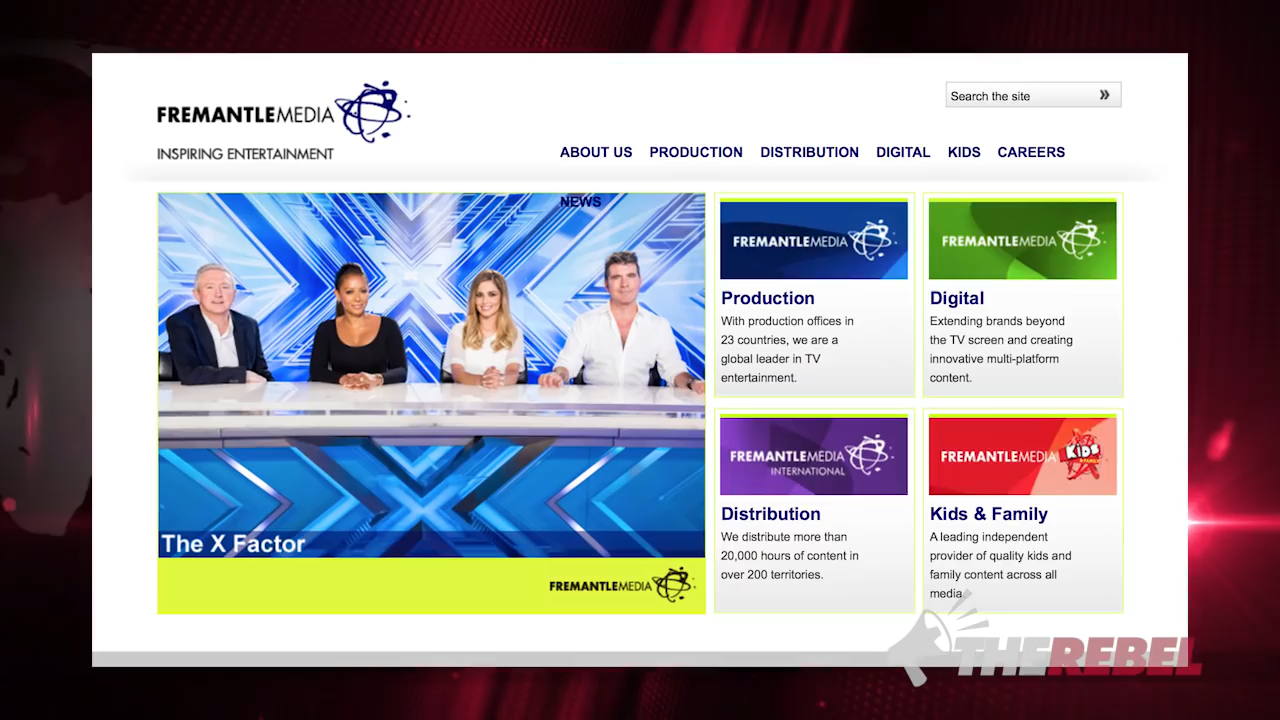 FREMANTLEMEDIA
INSPIRING ENTERTAINMENT
Search the site »
ABOUT US PRODUCTION DISTRIBUTION DIGITAL KIDS CAREERS
NEWS
The X Factor
FREMANTLEMEDIA
FREMANTLEMEDIA
Production
With production offices in
23 countries, we are a
global leader in TV
entertainment.
FREMANTLEMEDIA
Digital
Extending brands beyond
the TV screen and creating
innovative multi-platform
content.
FREMANTLEMEDIA
INTERNATIONAL
Distribution
We distribute more than
20,000 hours of content in
over 200 territories.
FREMANTLEMEDIA
KIDS
& FAMILY
Kids & Family
A leading independent
provider of quality kids and
family content across all
media
THEREBEL